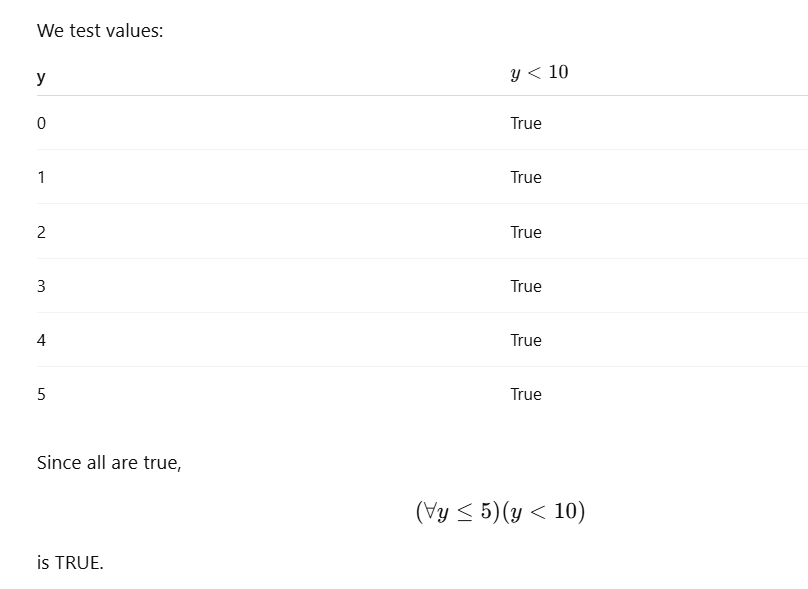 We test values:
y y < 10
0 True
1 True
2 True
3 True
4 True
5 True
Since all are true,
(∀y ≤ 5)(y < 10)
is TRUE.